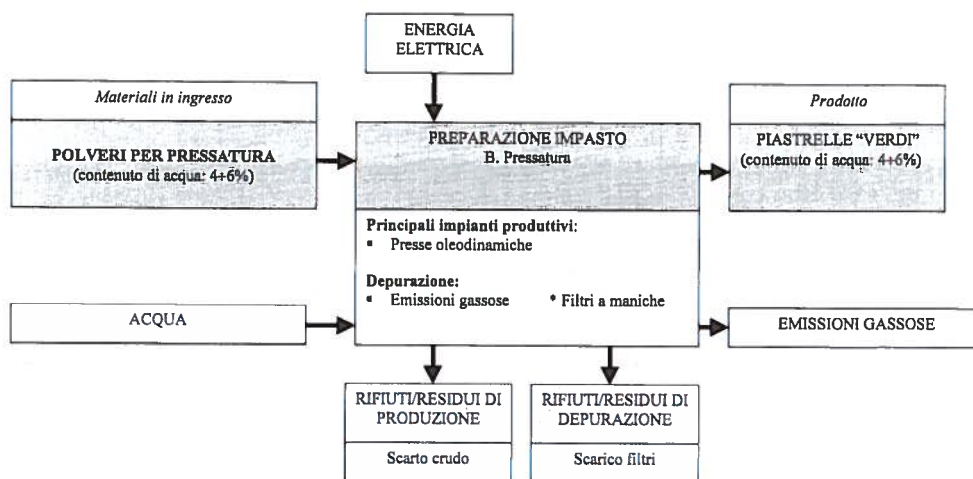 ENERGIA
ELETTRICA
Materiali in ingresso
POLVERI PER PRESSATURA
(contenuto di acqua: 4÷6%)
PREPARAZIONE IMPASTO
B. Pressatura
Prodotto
PIASTRELLE “VERDI”
(contenuto di acqua: 4÷6%)
Principali impianti produttivi:
▪ Presse oleodinamiche
Depurazione:
▪ Emissioni gassose * Filtri a maniche
ACQUA
EMISSIONI GASSOSE
RIFIUTI/RESIDUI DI
PRODUZIONE
Scarto crudo
RIFIUTI/RESIDUI DI
DEPURAZIONE
Scarico filtri